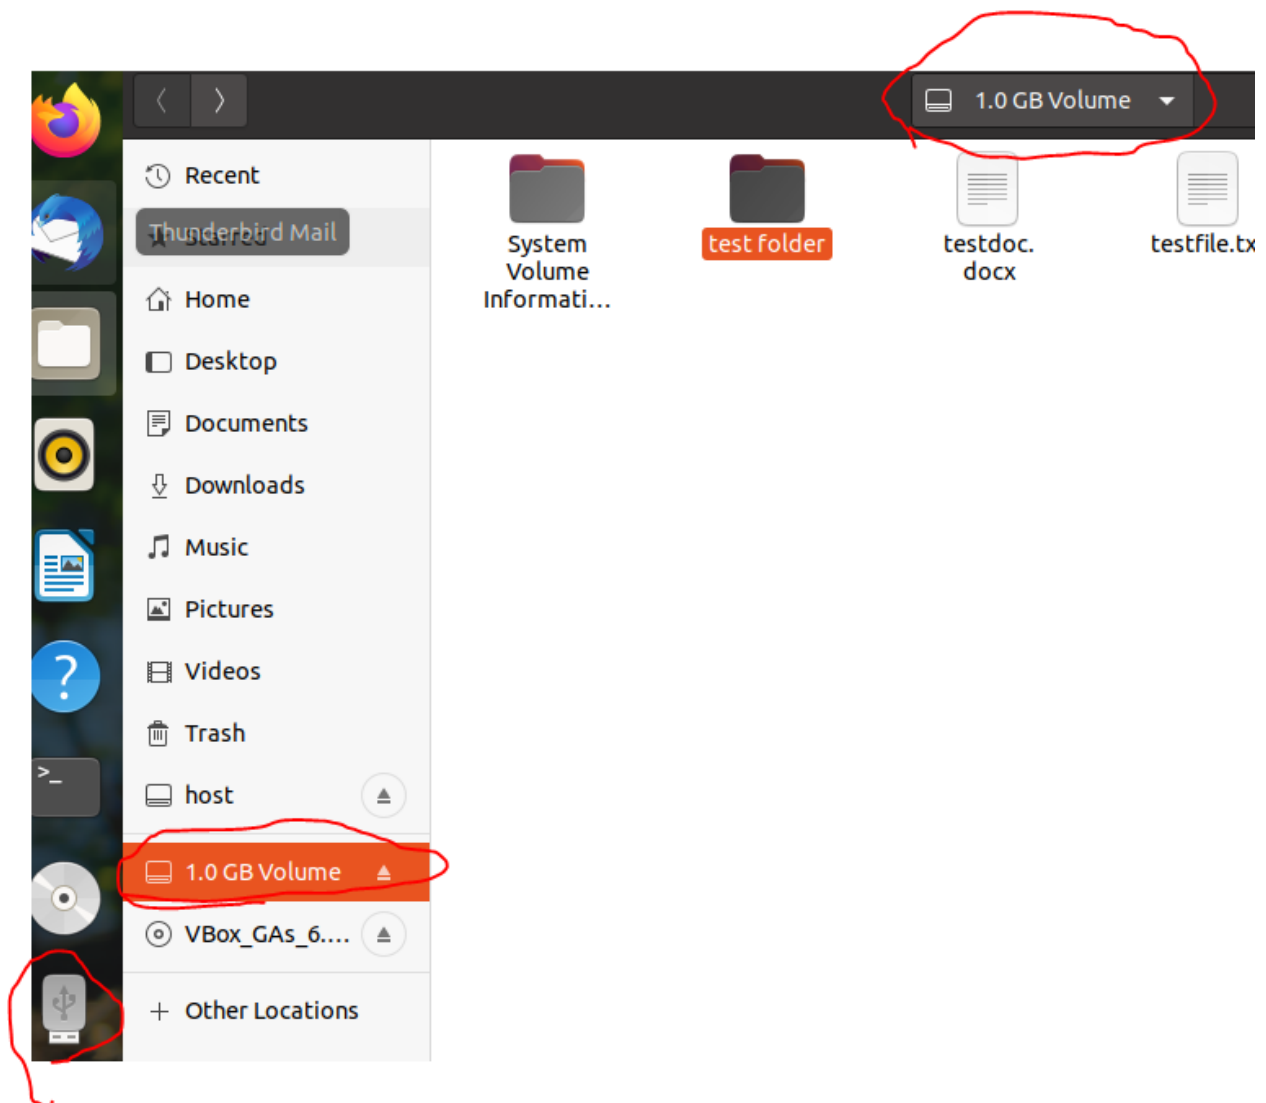 1.0 GB Volume
Recent
Starred
Thunderbird Mail
Home
Desktop
Documents
Downloads
Music
Pictures
Videos
Trash
host
1.0 GB Volume
VBox_GAs_6....
Other Locations
System
Volume
Informati...
test folder
testdoc.
docx
testfile.tx
>_
?